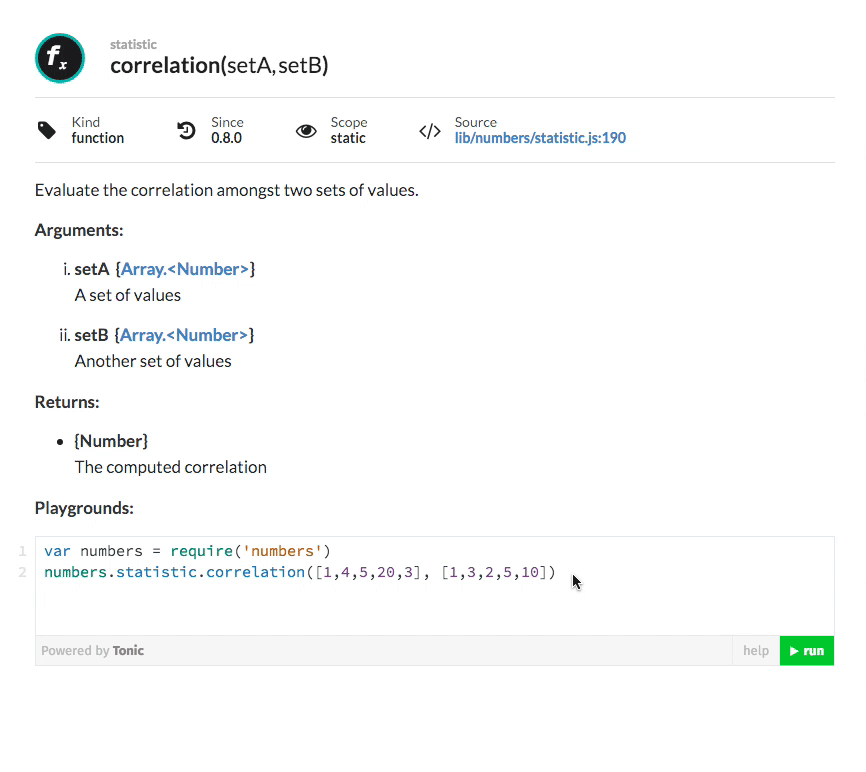 fx
statistic
correlation(setA, setB)
Kind
function
Since
0.8.0
Scope
static
</> Source
lib/numbers/statistic.js:190
Evaluate the correlation amongst two sets of values.
Arguments:
i. setA {Array.<Number>}
A set of values
ii. setB {Array.<Number>}
Another set of values
Returns:
• {Number}
The computed correlation
Playgrounds:
1 var numbers = require('numbers')
2 numbers.statistic.correlation([1,4,5,20,3], [1,3,2,5,10])
Powered by Tonic
help
run